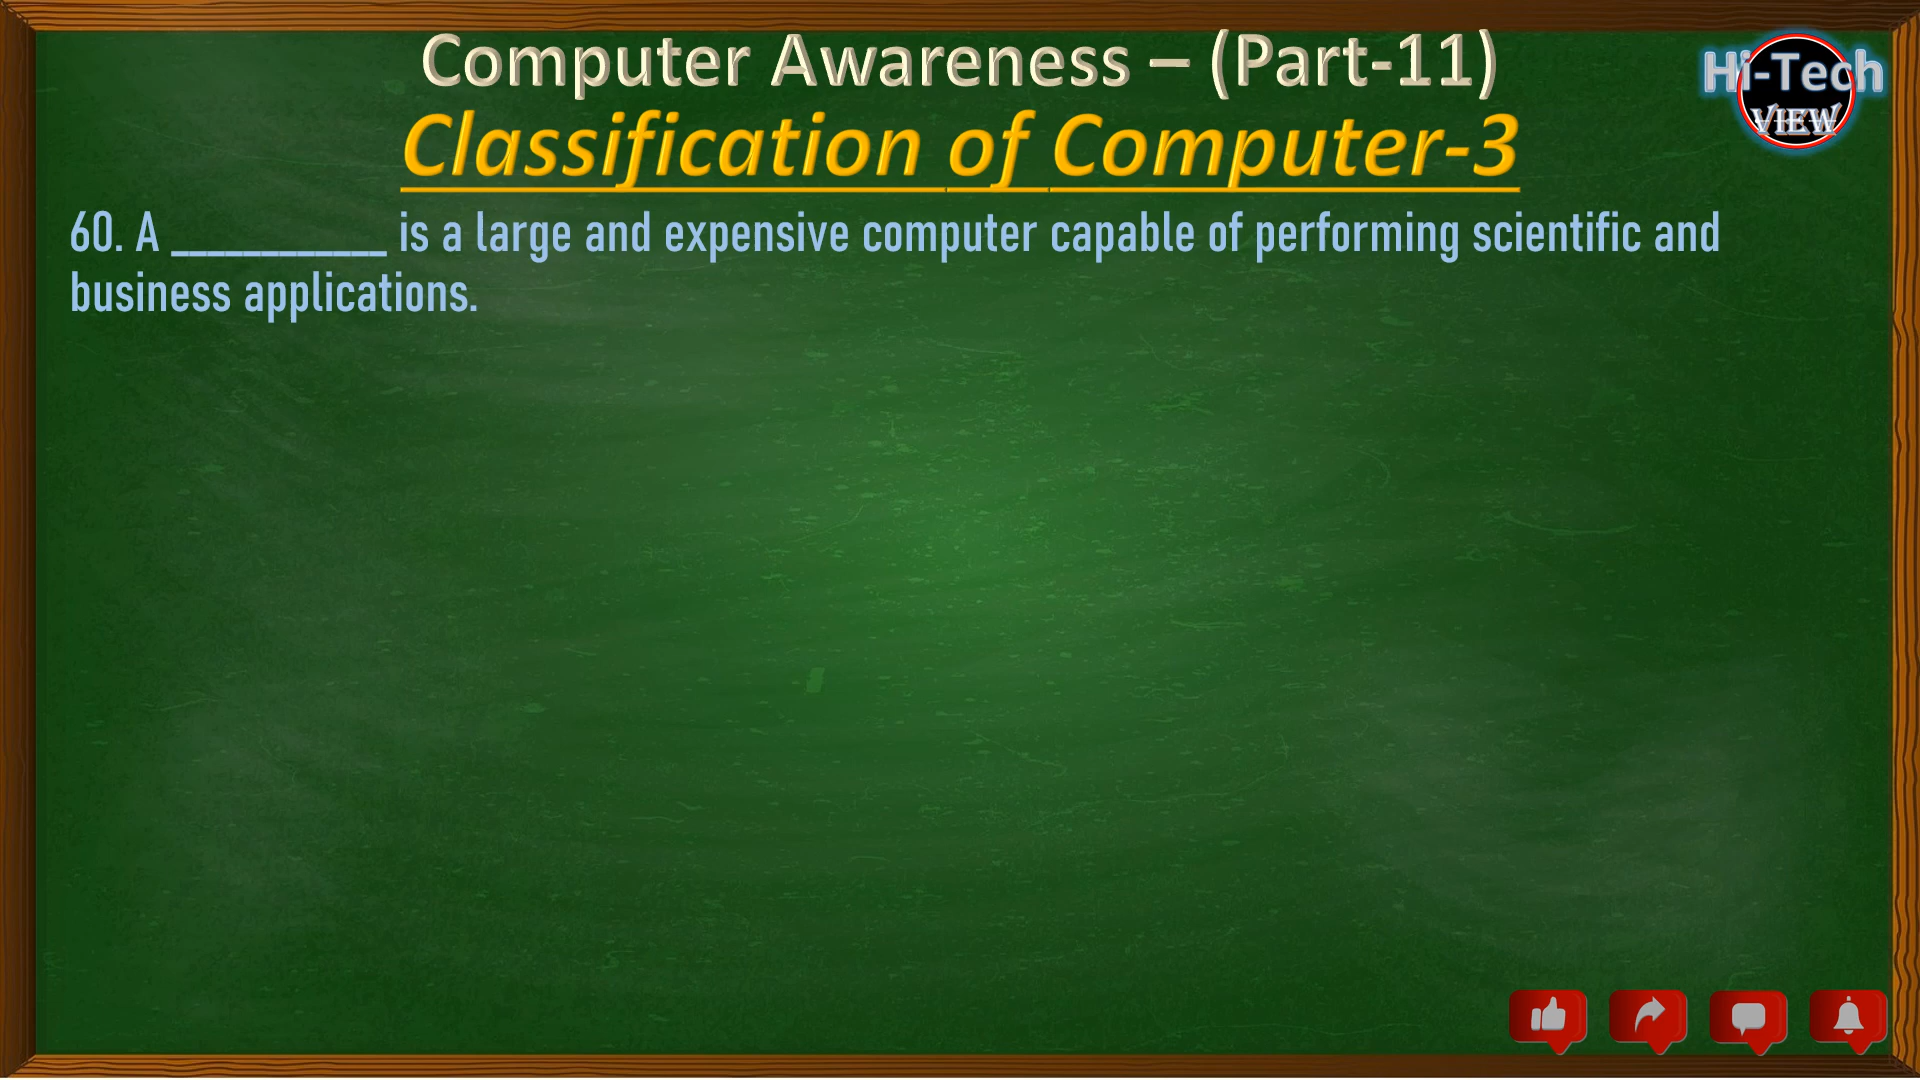 Computer Awareness – (Part-11)
Hi-Tech
VIEW
Classification of Computer-3
60. A ____________ is a large and expensive computer capable of performing scientific and
business applications.